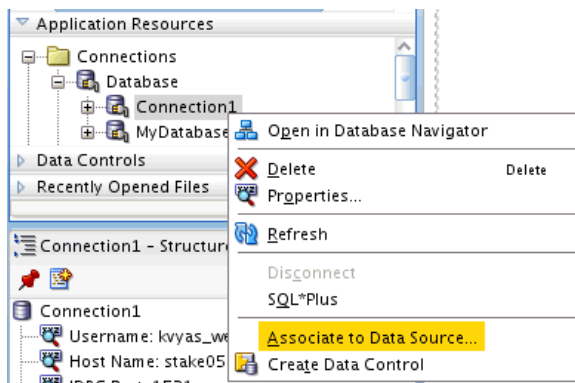 Application Resources
Connections
Database
Connection1
MyDatabase
Data Controls
Recently Opened Files
Open in Database Navigator
Delete Delete
Properties...
Refresh
Disconnect
SQL*Plus
Associate to Data Source...
Create Data Control
Connection1 - Structure
Connection1
Username: kvyas_we
Host Name: stake05